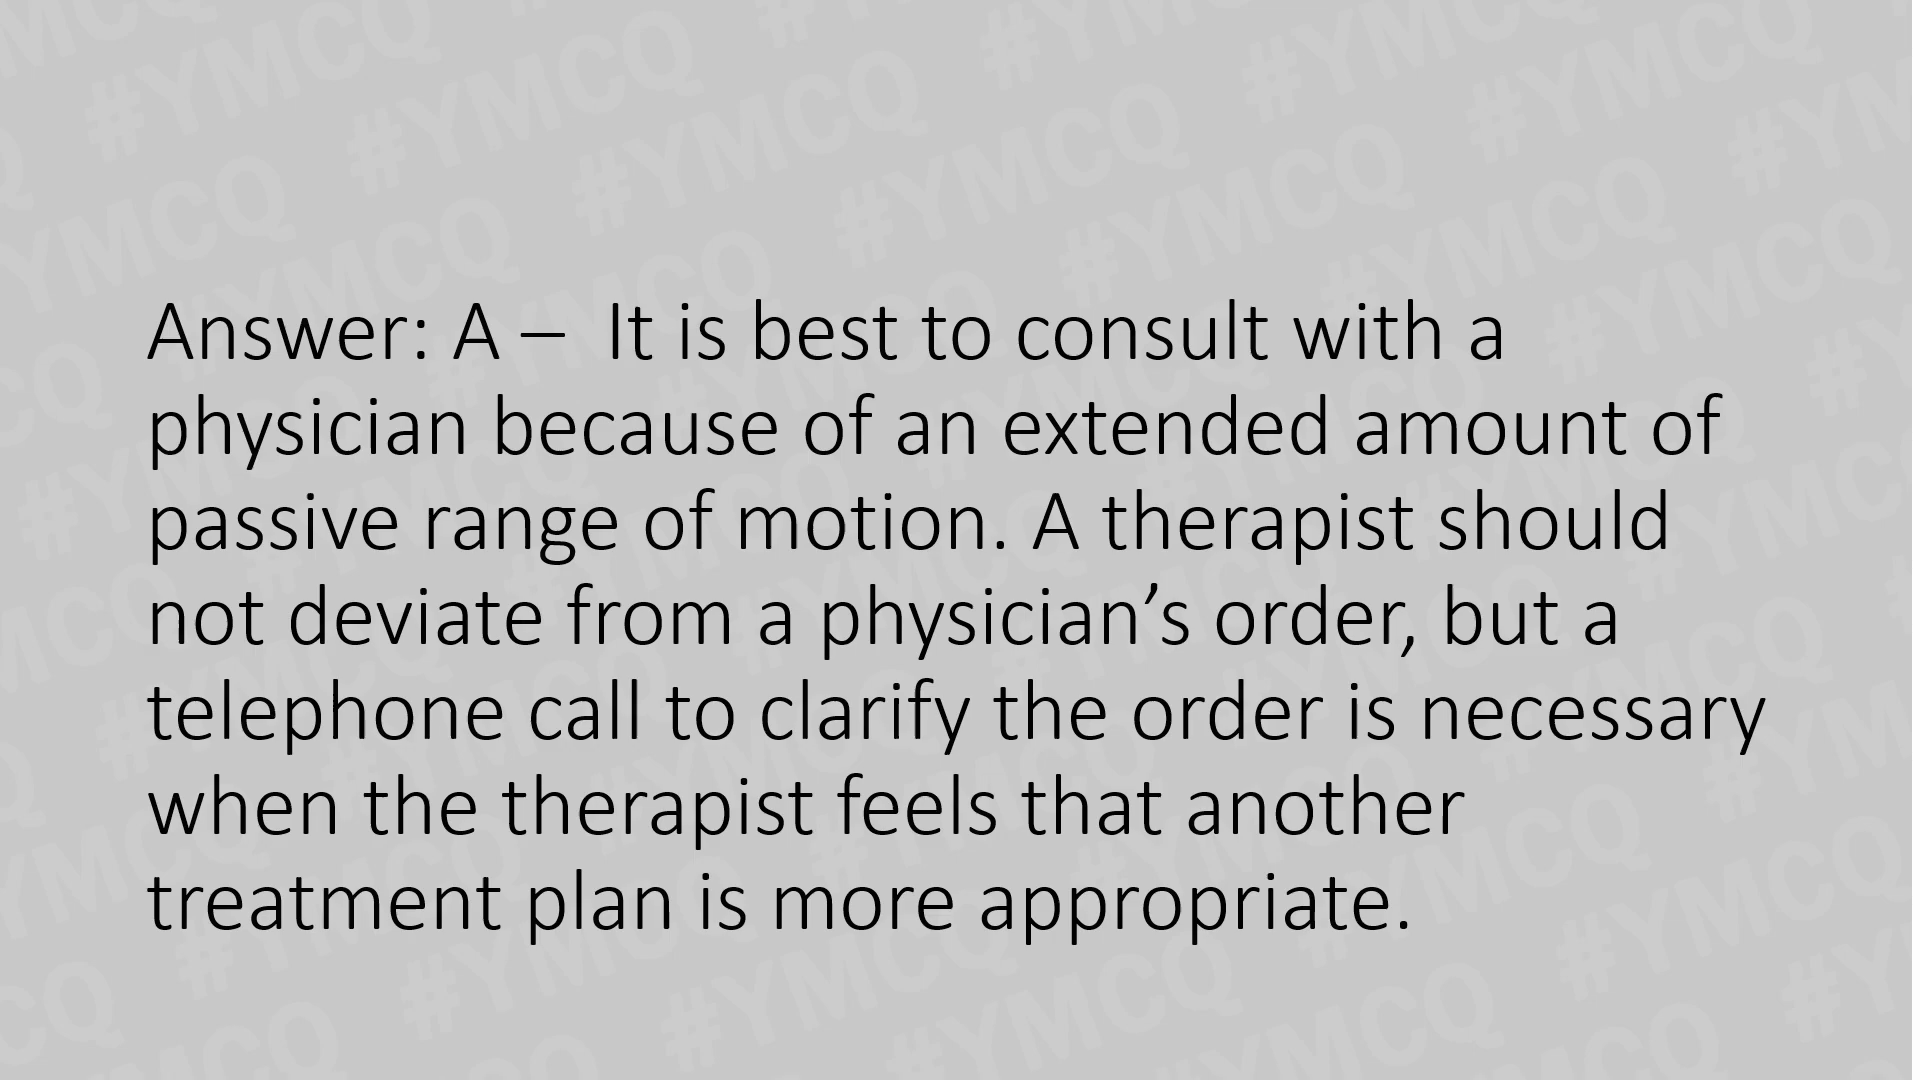 Answer: A –  It is best to consult with a
physician because of an extended amount of
passive range of motion. A therapist should
not deviate from a physician’s order, but a
telephone call to clarify the order is necessary
when the therapist feels that another
treatment plan is more appropriate.
#YMCQ